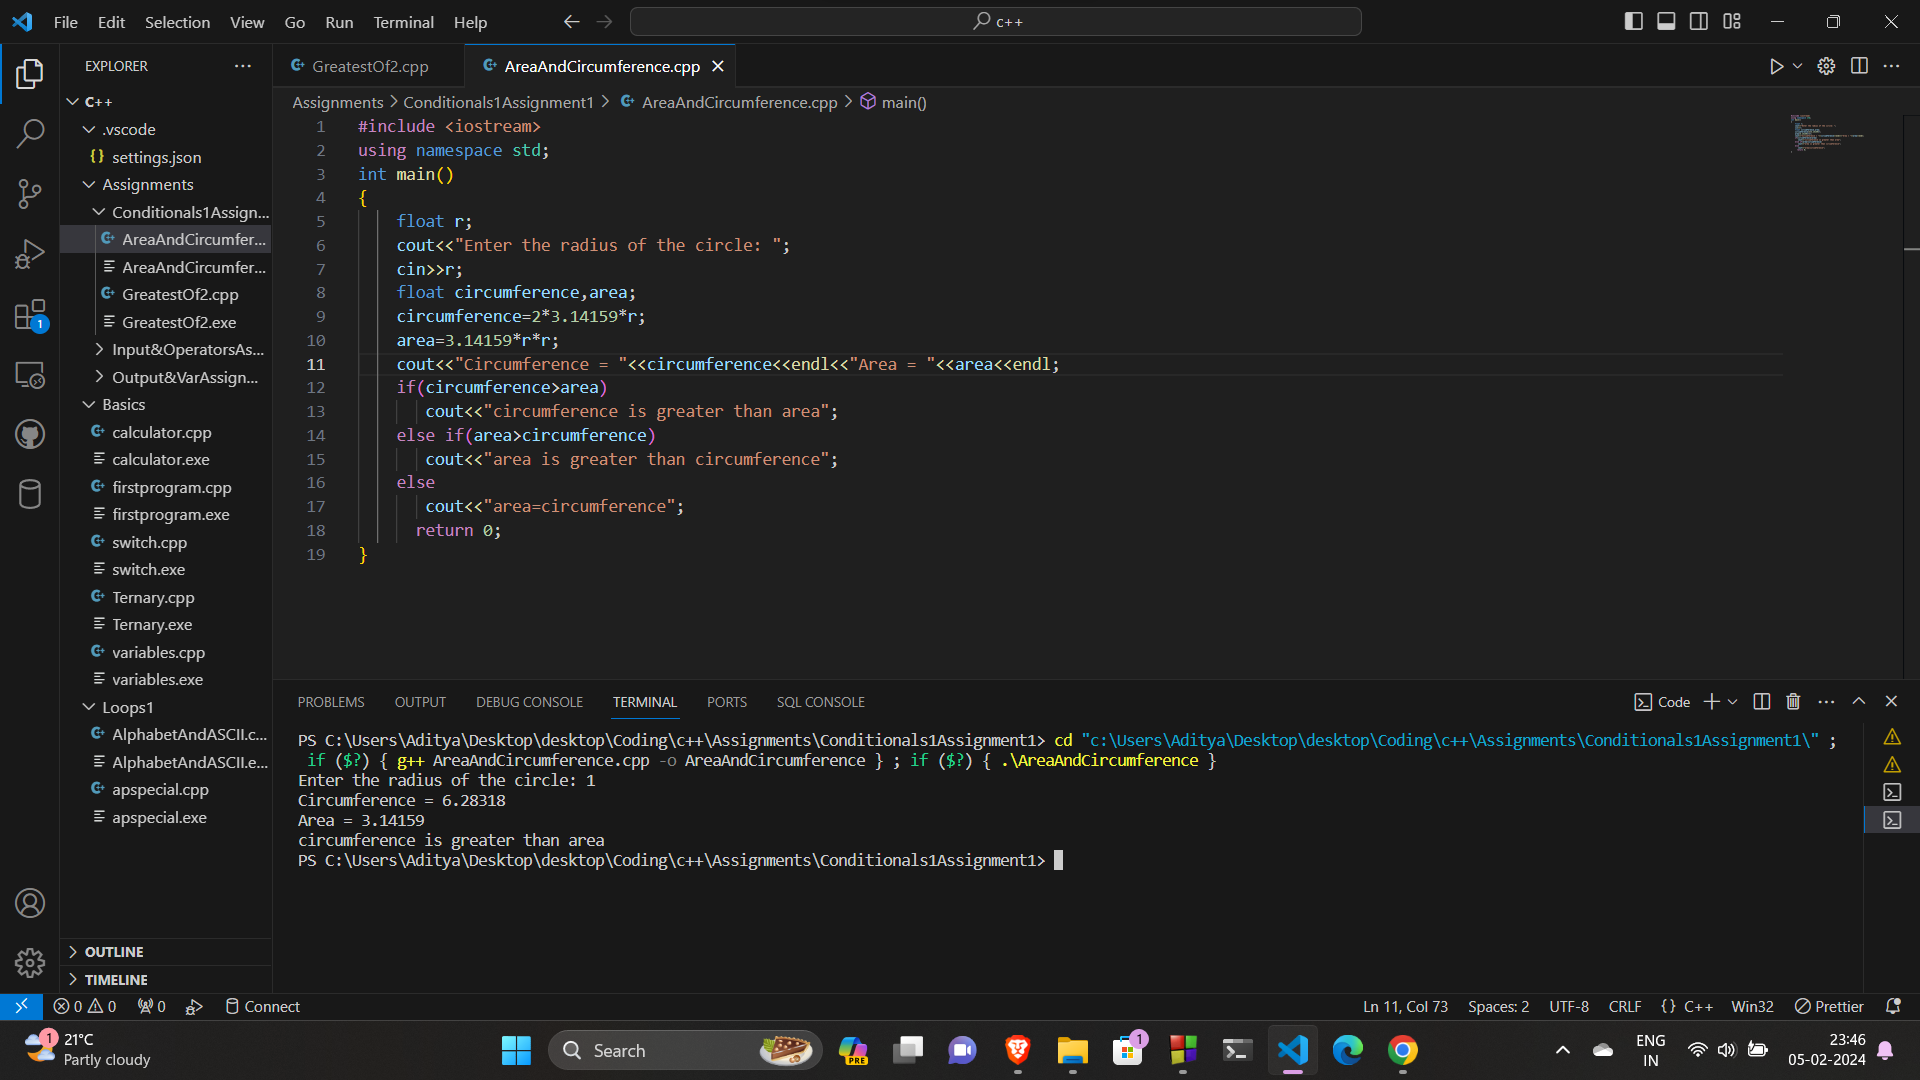 File Edit Selection View Go Run Terminal Help
c++
EXPLORER
C++
.vscode
settings.json
Assignments
Conditionals1Assign...
AreaAndCircumfer...
AreaAndCircumfer...
GreatestOf2.cpp
GreatestOf2.exe
Input&OperatorsAs...
Output&VarAssign...
Basics
calculator.cpp
calculator.exe
firstprogram.cpp
firstprogram.exe
switch.cpp
switch.exe
Ternary.cpp
Ternary.exe
variables.cpp
variables.exe
Loops1
AlphabetAndASCII.c...
AlphabetAndASCII.e...
apspecial.cpp
apspecial.exe
OUTLINE
TIMELINE
1
GreatestOf2.cpp AreaAndCircumference.cpp
Assignments > Conditionals1Assignment1 > AreaAndCircumference.cpp > main()
1 #include <iostream>
2 using namespace std;
3 int main()
4 {
5 float r;
6 cout<<"Enter the radius of the circle: ";
7 cin>>r;
8 float circumference,area;
9 circumference=2*3.14159*r;
10 area=3.14159*r*r;
11 cout<<"Circumference = "<<circumference<<endl<<"Area = "<<area<<endl;
12 if(circumference>area)
13 cout<<"circumference is greater than area";
14 else if(area>circumference)
15 cout<<"area is greater than circumference";
16 else
17 cout<<"area=circumference";
18 return 0;
19 }
PROBLEMS OUTPUT DEBUG CONSOLE TERMINAL PORTS SQL CONSOLE
Code
PS C:\Users\Aditya\Desktop\desktop\Coding\c++\Assignments\Conditionals1Assignment1> cd "c:\Users\Aditya\Desktop\desktop\Coding\c++\Assignments\Conditionals1Assignment1\" ;
if ($?) { g++ AreaAndCircumference.cpp -o AreaAndCircumference } ; if ($?) { .\AreaAndCircumference }
Enter the radius of the circle: 1
Circumference = 6.28318
Area = 3.14159
circumference is greater than area
PS C:\Users\Aditya\Desktop\desktop\Coding\c++\Assignments\Conditionals1Assignment1>
0 0 0 Connect
Ln 11, Col 73 Spaces: 2 UTF-8 CRLF {} C++ Win32 Prettier
1
21°C
Partly cloudy
Search
PRE
1
ENG
IN
23:46
05-02-2024